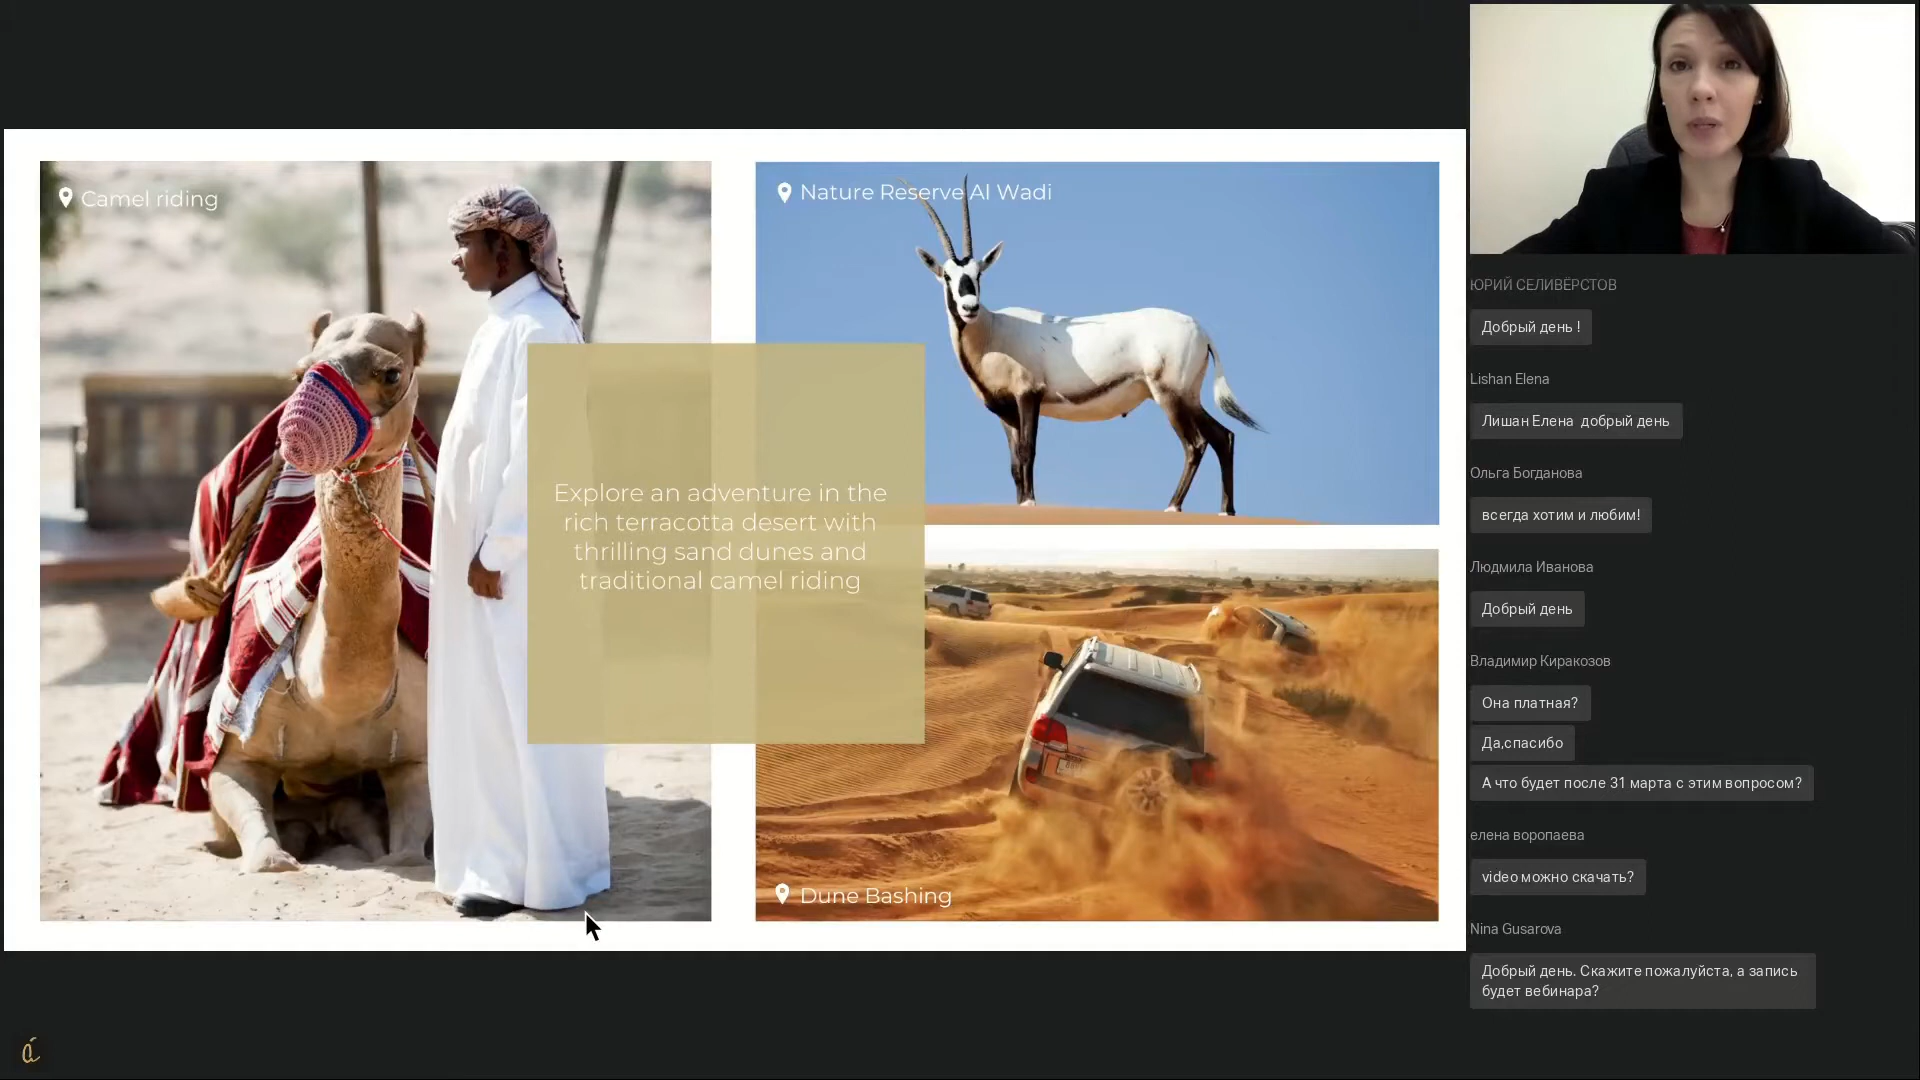 Camel riding
Nature Reserve Al Wadi
Explore an adventure in the
rich terracotta desert with
thrilling sand dunes and
traditional camel riding
Dune Bashing
ЮРИЙ СЕЛИВЁРСТОВ
Добрый день !
Lishan Elena
Лишан Елена добрый день
Ольга Богданова
всегда хотим и любим!
Людмила Иванова
Добрый день
Владимир Киракозов
Она платная?
Да,спасибо
А что будет после 31 марта с этим вопросом?
елена воропаева
video можно скачать?
Nina Gusarova
Добрый день. Скажите пожалуйста, а запись
будет вебинара?
á